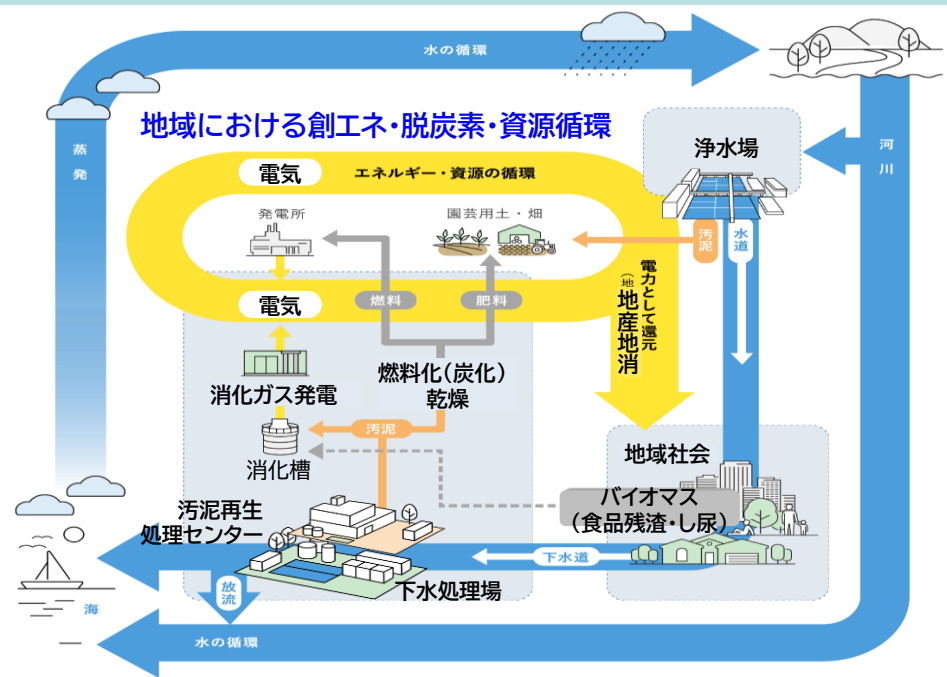 水の循環
地域における創エネ・脱炭素・資源循環
蒸発
河川
浄水場
電気
エネルギー・資源の循環
発電所
園芸用土・畑
汚泥
水道
電力として還元
(地
地産地消
電気
燃料
肥料
消化ガス発電
燃料化(炭化)
乾燥
汚泥
消化槽
地域社会
バイオマス
(食品残渣・し尿)
汚泥再生
処理センター
下水道
下水処理場
放流
海
水の循環